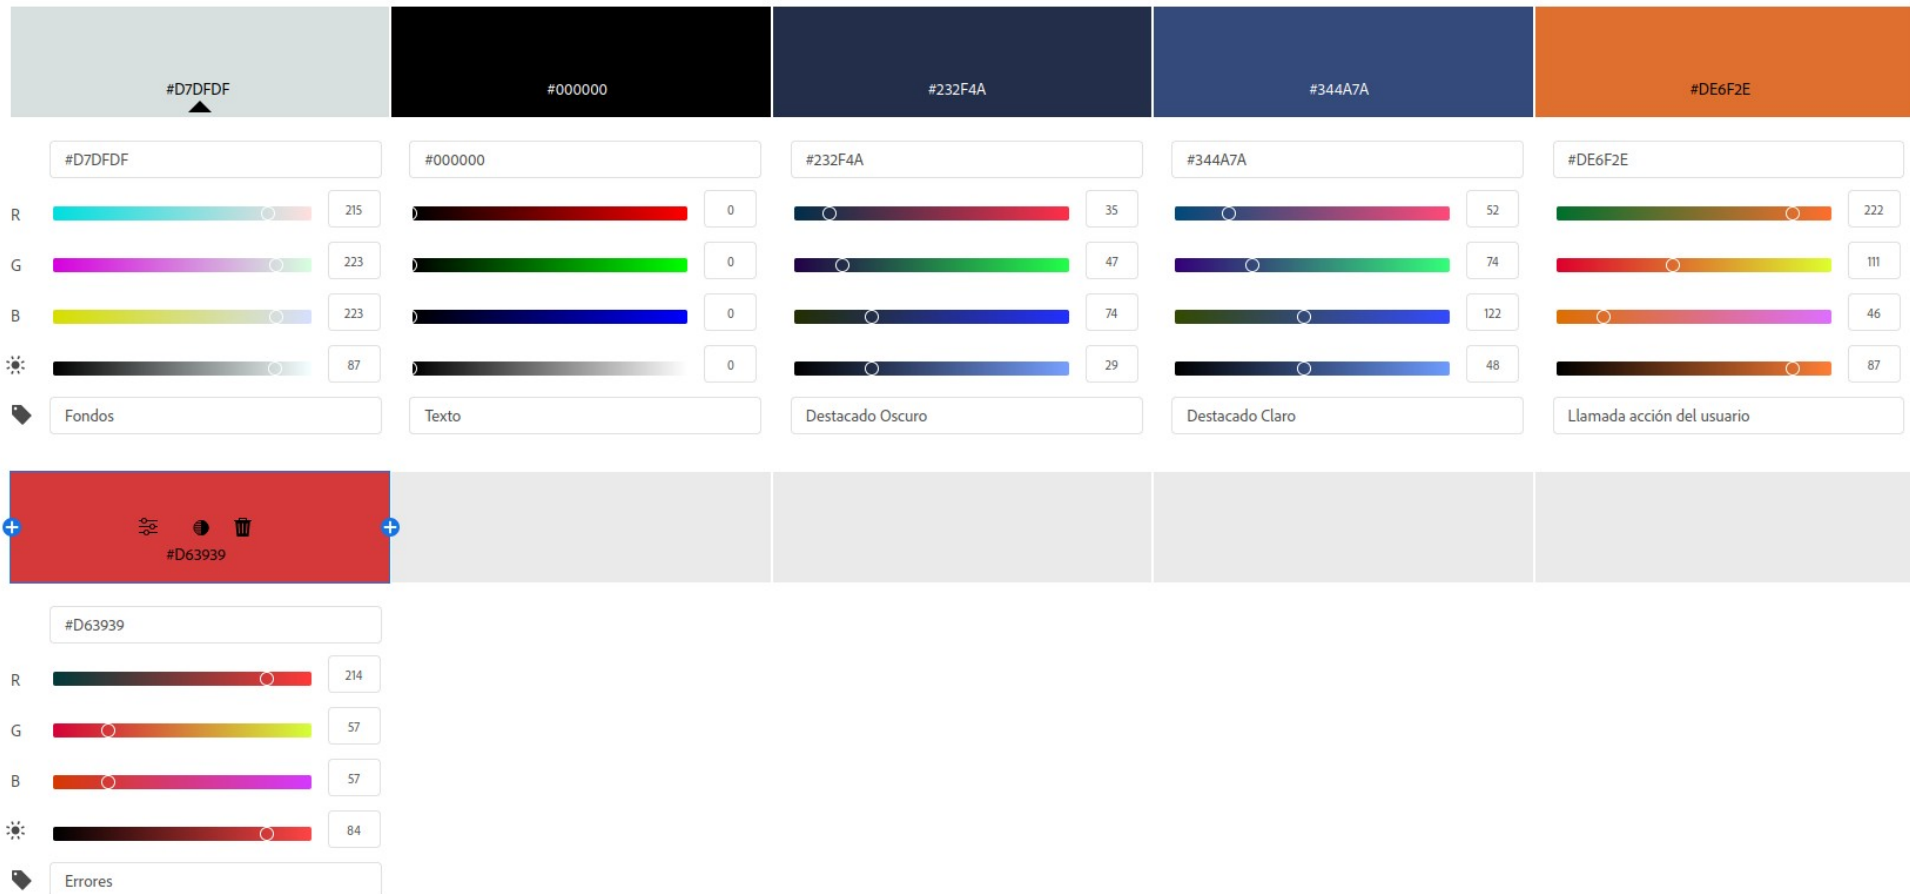 #D7DFDF #000000 #232F4A #344A7A #DE6F2E
#D7DFDF #000000 #232F4A #344A7A #DE6F2E
R 215 0 35 52 222
G 223 0 47 74 111
B 223 0 74 122 46
87 0 29 48 87
Fondos Texto Destacado Oscuro Destacado Claro Llamada acción del usuario
#D63939
#D63939
R 214
G 57
B 57
84
Errores